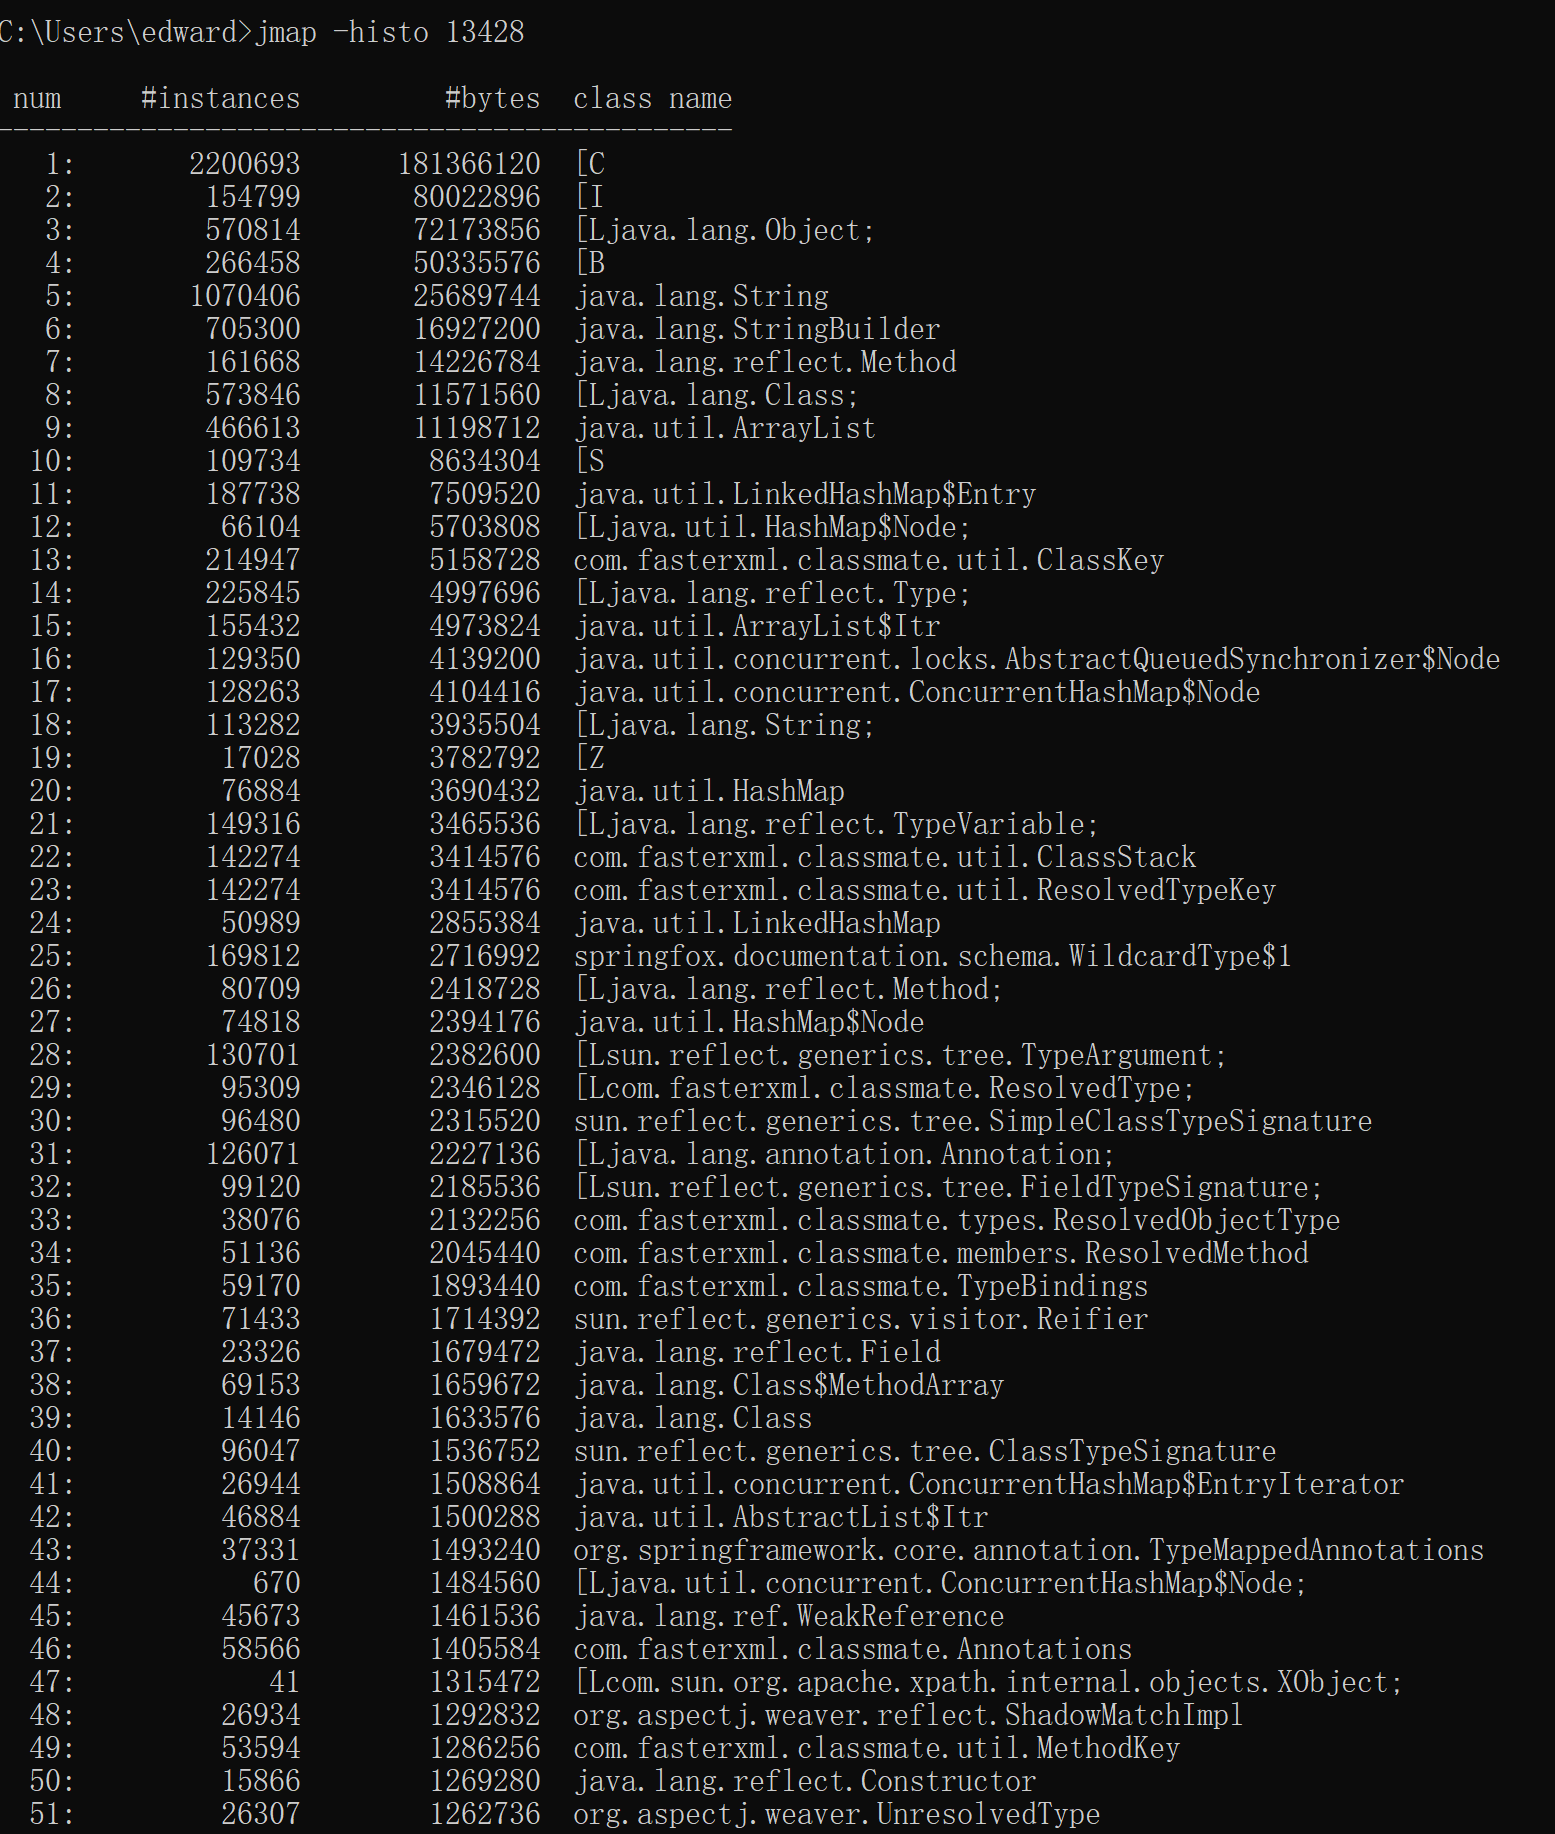 C:\Users\edward>jmap -histo 13428
num #instances #bytes class name
----------------------------------------------
1: 2200693 181366120 [C
2: 154799 80022896 [I
3: 570814 72173856 [Ljava.lang.Object;
4: 266458 50335576 [B
5: 1070406 25689744 java.lang.String
6: 705300 16927200 java.lang.StringBuilder
7: 161668 14226784 java.lang.reflect.Method
8: 573846 11571560 [Ljava.lang.Class;
9: 466613 11198712 java.util.ArrayList
10: 109734 8634304 [S
11: 187738 7509520 java.util.LinkedHashMap$Entry
12: 66104 5703808 [Ljava.util.HashMap$Node;
13: 214947 5158728 com.fasterxml.classmate.util.ClassKey
14: 225845 4997696 [Ljava.lang.reflect.Type;
15: 155432 4973824 java.util.ArrayList$Itr
16: 129350 4139200 java.util.concurrent.locks.AbstractQueuedSynchronizer$Node
17: 128263 4104416 java.util.concurrent.ConcurrentHashMap$Node
18: 113282 3935504 [Ljava.lang.String;
19: 17028 3782792 [Z
20: 76884 3690432 java.util.HashMap
21: 149316 3465536 [Ljava.lang.reflect.TypeVariable;
22: 142274 3414576 com.fasterxml.classmate.util.ClassStack
23: 142274 3414576 com.fasterxml.classmate.util.ResolvedTypeKey
24: 50989 2855384 java.util.LinkedHashMap
25: 169812 2716992 springfox.documentation.schema.WildcardType$1
26: 80709 2418728 [Ljava.lang.reflect.Method;
27: 74818 2394176 java.util.HashMap$Node
28: 130701 2382600 [Lsun.reflect.generics.tree.TypeArgument;
29: 95309 2346128 [Lcom.fasterxml.classmate.ResolvedType;
30: 96480 2315520 sun.reflect.generics.tree.SimpleClassTypeSignature
31: 126071 2227136 [Ljava.lang.annotation.Annotation;
32: 99120 2185536 [Lsun.reflect.generics.tree.FieldTypeSignature;
33: 38076 2132256 com.fasterxml.classmate.types.ResolvedObjectType
34: 51136 2045440 com.fasterxml.classmate.members.ResolvedMethod
35: 59170 1893440 com.fasterxml.classmate.TypeBindings
36: 71433 1714392 sun.reflect.generics.visitor.Reifier
37: 23326 1679472 java.lang.reflect.Field
38: 69153 1659672 java.lang.Class$MethodArray
39: 14146 1633576 java.lang.Class
40: 96047 1536752 sun.reflect.generics.tree.ClassTypeSignature
41: 26944 1508864 java.util.concurrent.ConcurrentHashMap$EntryIterator
42: 46884 1500288 java.util.AbstractList$Itr
43: 37331 1493240 org.springframework.core.annotation.TypeMappedAnnotations
44: 670 1484560 [Ljava.util.concurrent.ConcurrentHashMap$Node;
45: 45673 1461536 java.lang.ref.WeakReference
46: 58566 1405584 com.fasterxml.classmate.Annotations
47: 41 1315472 [Lcom.sun.org.apache.xpath.internal.objects.XObject;
48: 26934 1292832 org.aspectj.weaver.reflect.ShadowMatchImpl
49: 53594 1286256 com.fasterxml.classmate.util.MethodKey
50: 15866 1269280 java.lang.reflect.Constructor
51: 26307 1262736 org.aspectj.weaver.UnresolvedType